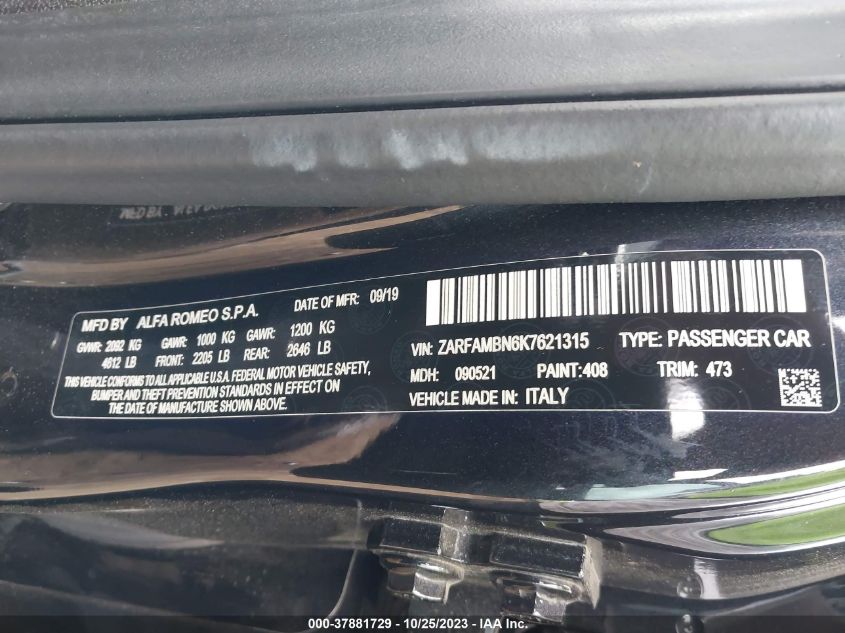 MFD BY ALFA ROMEO S.P.A. DATE OF MFR: 09/19
GVWR: 2092 KG GAWR: 1000 KG GAWR: 1200 KG
4612 LB FRONT: 2205 LB REAR: 2646 LB
THIS VEHICLE CONFORMS TO ALL APPLICABLE U.S.A. FEDERAL MOTOR VEHICLE SAFETY,
BUMPER AND THEFT PREVENTION STANDARDS IN EFFECT ON
THE DATE OF MANUFACTURE SHOWN ABOVE.
VIN: ZARFAMBN6K7621315 TYPE: PASSENGER CAR
MDH: 090521 PAINT: 408 TRIM: 473
VEHICLE MADE IN: ITALY
000-37881729 - 10/25/2023 - IAA Inc.